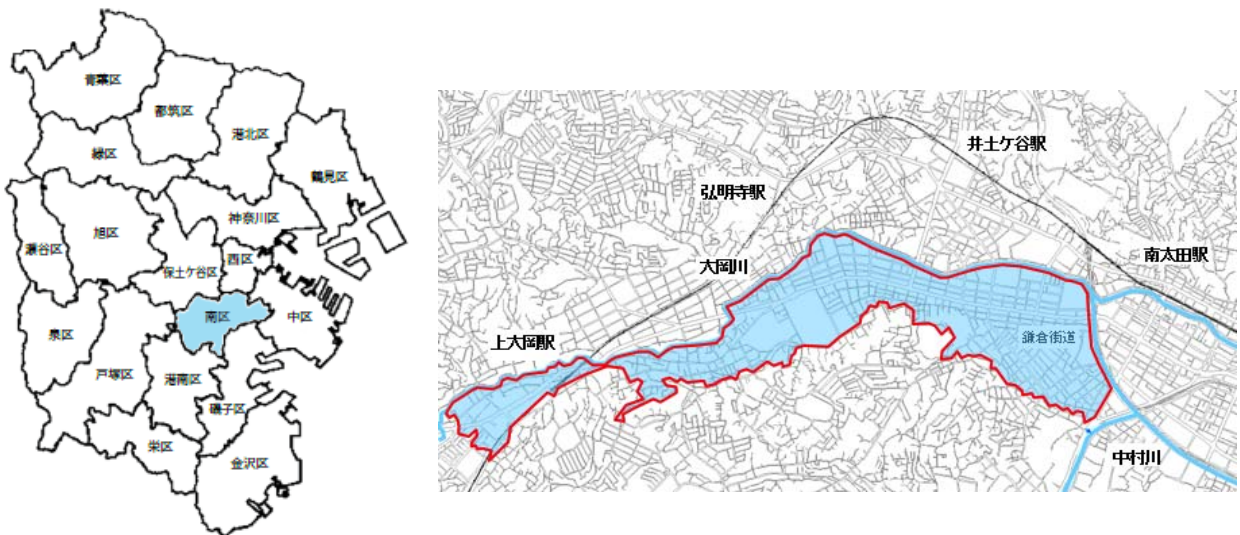 青葉区
都筑区
港北区
緑区
鶴見区
神奈川区
旭区
瀬谷区
西区
保土ケ谷区
南区
中区
泉区
戸塚区
港南区
磯子区
栄区
金沢区
井土ケ谷駅
弘明寺駅
南太田駅
大岡川
上大岡駅
鎌倉街道
中村川